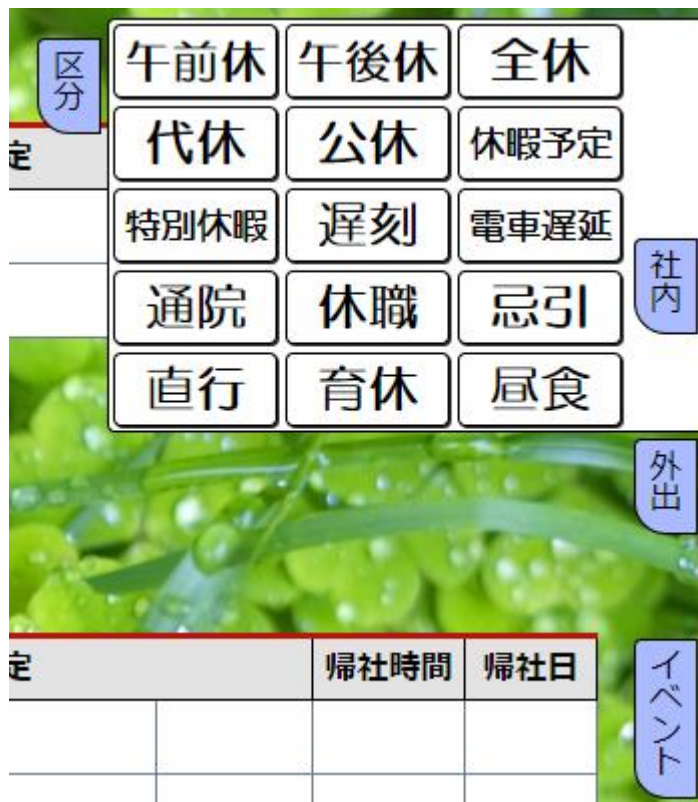 区分
午前休 午後休 全休
代休 公休 休暇予定
特別休暇 遅刻 電車遅延
通院 休職 忌引
直行 育休 昼食
定
社内
外出
定 帰社時間 帰社日
イベント